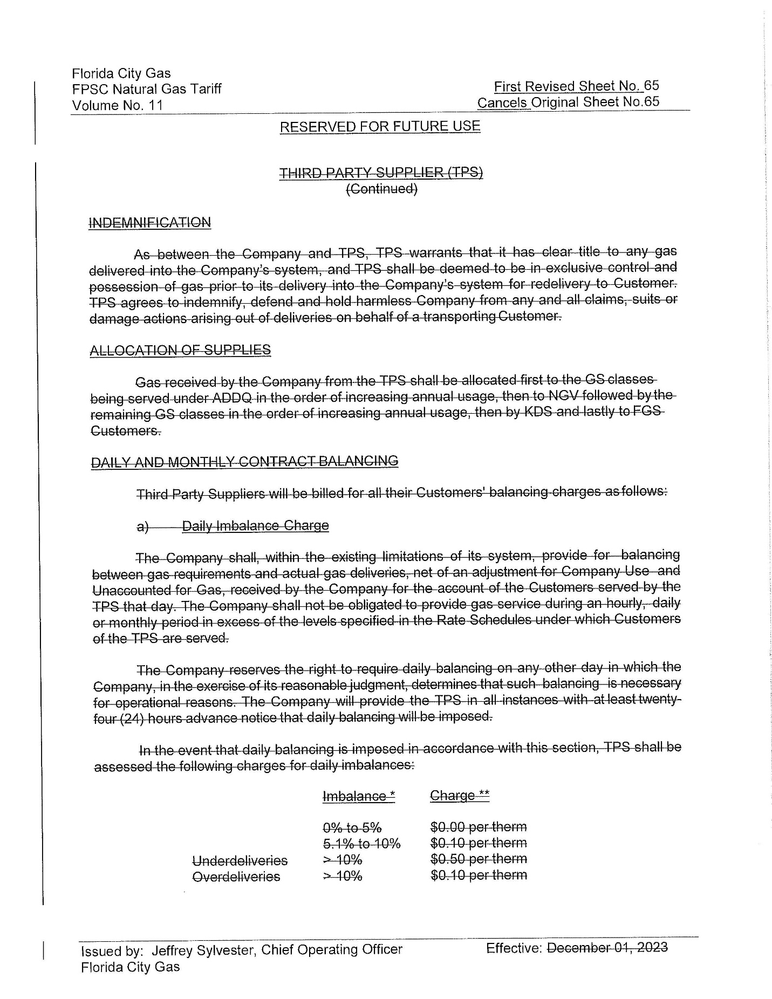 Florida City Gas
FPSC Natural Gas Tariff
Volume No. 11
First Revised Sheet No. 65
Cancels Original Sheet No.65
RESERVED FOR FUTURE USE
THIRD PARTY SUPPLIER (TPS)
(Continued)
INDEMNIFICATION
As between the Company and TPS, TPS warrants that it has clear title to any gas
delivered into the Company's system, and TPS shall be deemed to be in exclusive control and
possession of gas prior to its delivery into the Company's system for redelivery to Customer.
TPS agrees to indemnify, defend and hold harmless Company from any and all claims, suits or
damage actions arising out of deliveries on behalf of a transporting Customer.
ALLOCATION OF SUPPLIES
Gas received by the Company from the TPS shall be allocated first to the GS classes
being served under ADDQ in the order of increasing annual usage, then to NGV followed by the
remaining GS classes in the order of increasing annual usage, then by KDS and lastly to FGS
Customers.
DAILY AND MONTHLY CONTRACT BALANCING
Third Party Suppliers will be billed for all their Customers' balancing charges as follows:
a) Daily Imbalance Charge
The Company shall, within the existing limitations of its system, provide for balancing
between gas requirements and actual gas deliveries, net of an adjustment for Company Use and
Unaccounted for Gas, received by the Company for the account of the Customers served by the
TPS that day. The Company shall not be obligated to provide gas service during an hourly, daily
or monthly period in excess of the levels specified in the Rate Schedules under which Customers
of the TPS are served.
The Company reserves the right to require daily balancing on any other day in which the
Company, in the exercise of its reasonable judgment, determines that such balancing is necessary
for operational reasons. The Company will provide the TPS in all instances with at least twenty-
four (24) hours advance notice that daily balancing will be imposed.
In the event that daily balancing is imposed in accordance with this section, TPS shall be
assessed the following charges for daily imbalances:
Imbalance * Charge **
0% to 5% $0.00 per therm
5.1% to 10% $0.10 per therm
Underdeliveries > 10% $0.50 per therm
Overdeliveries > 10% $0.10 per therm
Issued by: Jeffrey Sylvester, Chief Operating Officer Effective: December 01, 2023
Florida City Gas